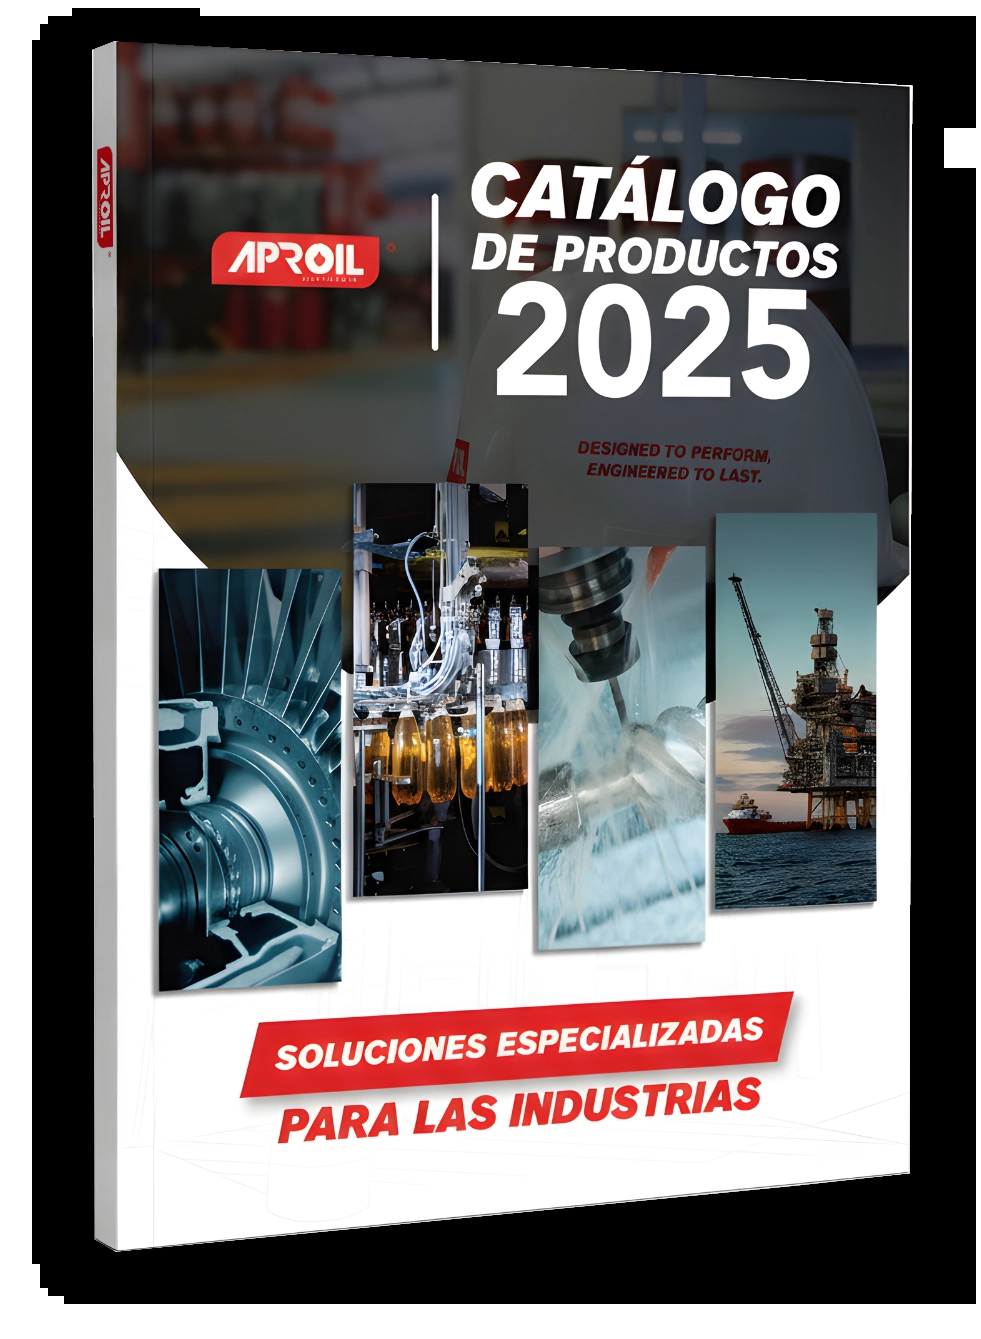 APROIL
APROIL
CATÁLOGO
DE PRODUCTOS
2025
DESIGNED TO PERFORM,
ENGINEERED TO LAST.
SOLUCIONES ESPECIALIZADAS
PARA LAS INDUSTRIAS